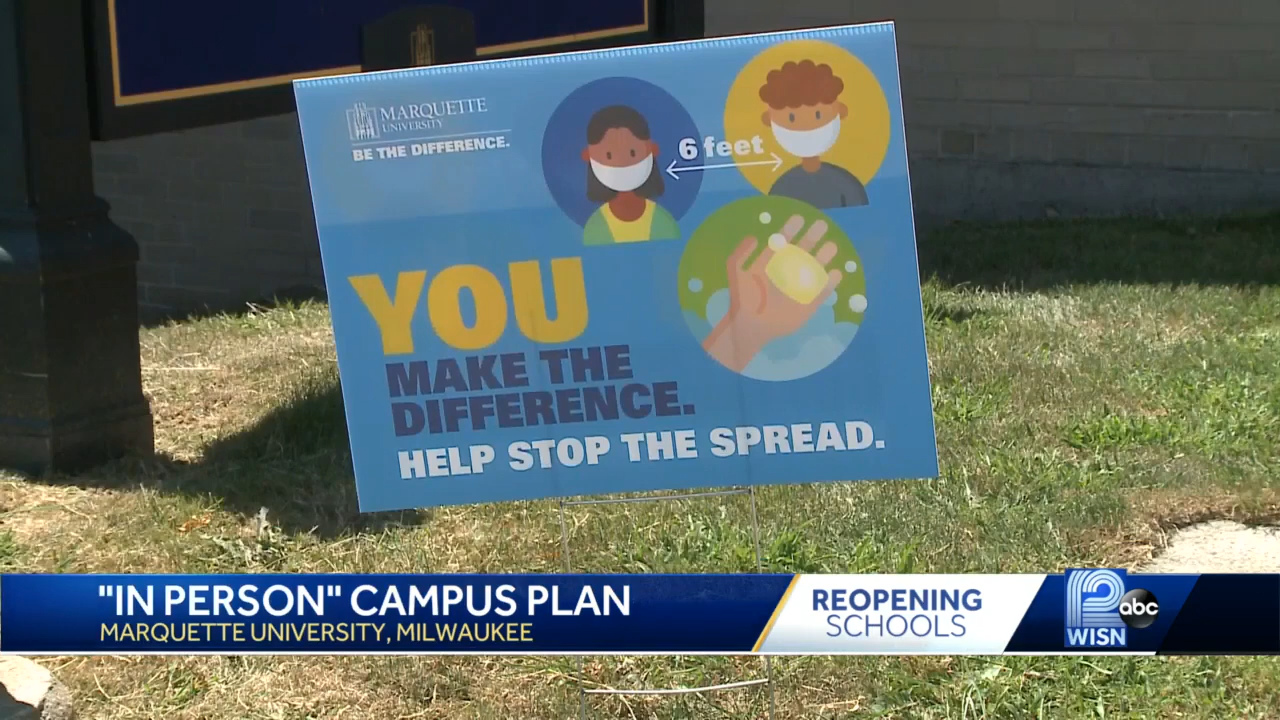 MARQUETTE
UNIVERSITY
BE THE DIFFERENCE.
6 feet
YOU
MAKE THE
DIFFERENCE.
HELP STOP THE SPREAD.
"IN PERSON" CAMPUS PLAN
MARQUETTE UNIVERSITY, MILWAUKEE
REOPENING
SCHOOLS
12
abc
WISN